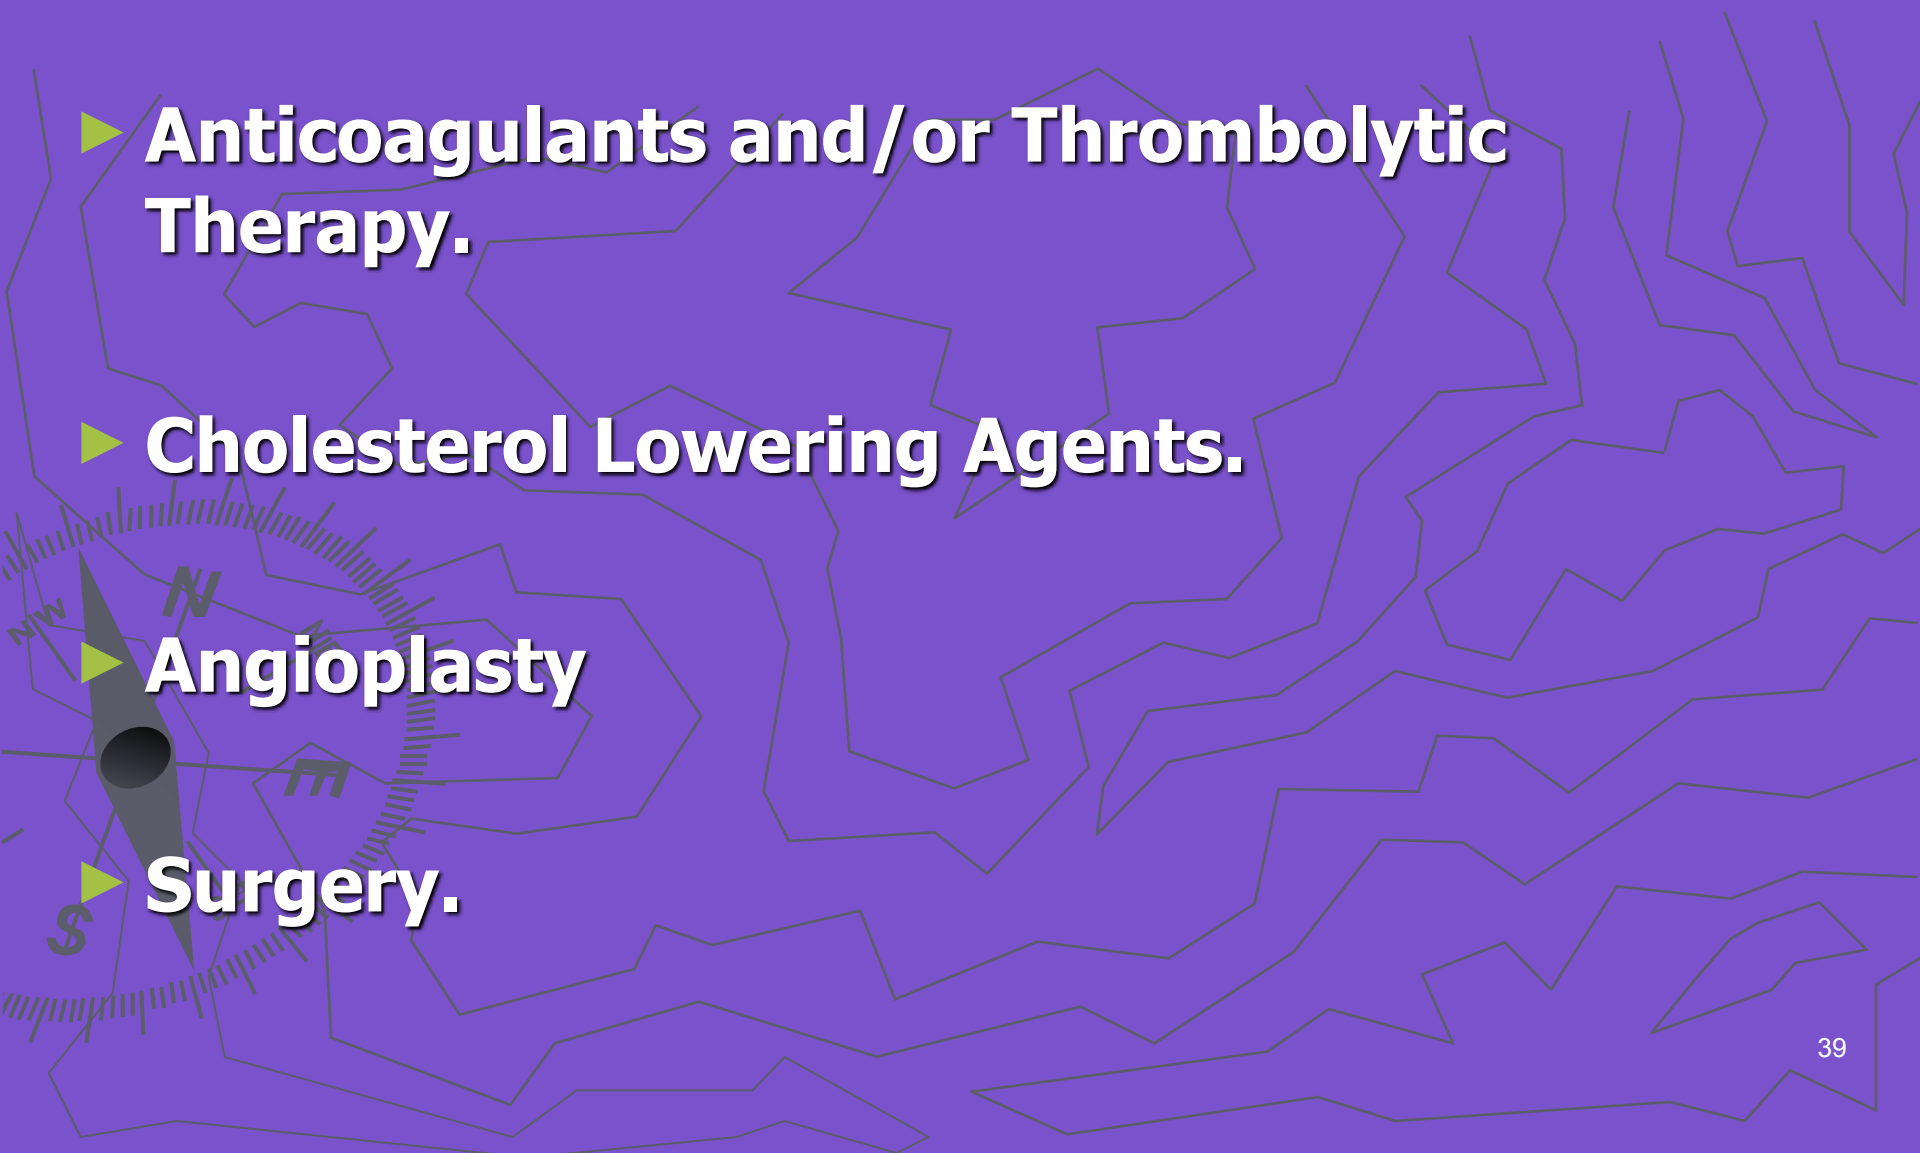 Anticoagulants and/or Thrombolytic
Therapy.
Cholesterol Lowering Agents.
Angioplasty
Surgery.
N
E
S
39